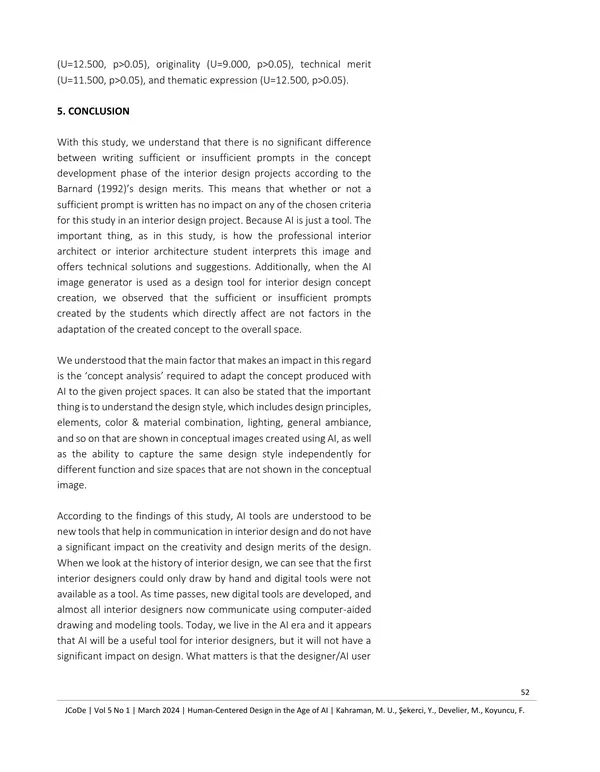 (U=12.500, p>0.05), originality (U=9.000, p>0.05), technical merit
(U=11.500, p>0.05), and thematic expression (U=12.500, p>0.05).
5. CONCLUSION
With this study, we understand that there is no significant difference
between writing sufficient or insufficient prompts in the concept
development phase of the interior design projects according to the
Barnard (1992)'s design merits. This means that whether or not a
sufficient prompt is written has no impact on any of the chosen criteria
for this study in an interior design project. Because AI is just a tool. The
important thing, as in this study, is how the professional interior
architect or interior architecture student interprets this image and
offers technical solutions and suggestions. Additionally, when the AI
image generator is used as a design tool for interior design concept
creation, we observed that the sufficient or insufficient prompts
created by the students which directly affect are not factors in the
adaptation of the created concept to the overall space.
We understood that the main factor that makes an impact in this regard
is the 'concept analysis' required to adapt the concept produced with
AI to the given project spaces. It can also be stated that the important
thing is to understand the design style, which includes design principles,
elements, color & material combination, lighting, general ambiance,
and so on that are shown in conceptual images created using AI, as well
as the ability to capture the same design style independently for
different function and size spaces that are not shown in the conceptual
image.
According to the findings of this study, AI tools are understood to be
new tools that help in communication in interior design and do not have
a significant impact on the creativity and design merits of the design.
When we look at the history of interior design, we can see that the first
interior designers could only draw by hand and digital tools were not
available as a tool. As time passes, new digital tools are developed, and
almost all interior designers now communicate using computer-aided
drawing and modeling tools. Today, we live in the AI era and it appears
that AI will be a useful tool for interior designers, but it will not have a
significant impact on design. What matters is that the designer/AI user
52
JCoDe | Vol 5 No 1 | March 2024 | Human-Centered Design in the Age of AI | Kahraman, M. U., Şekerci, Y., Develier, M., Koyuncu, F.